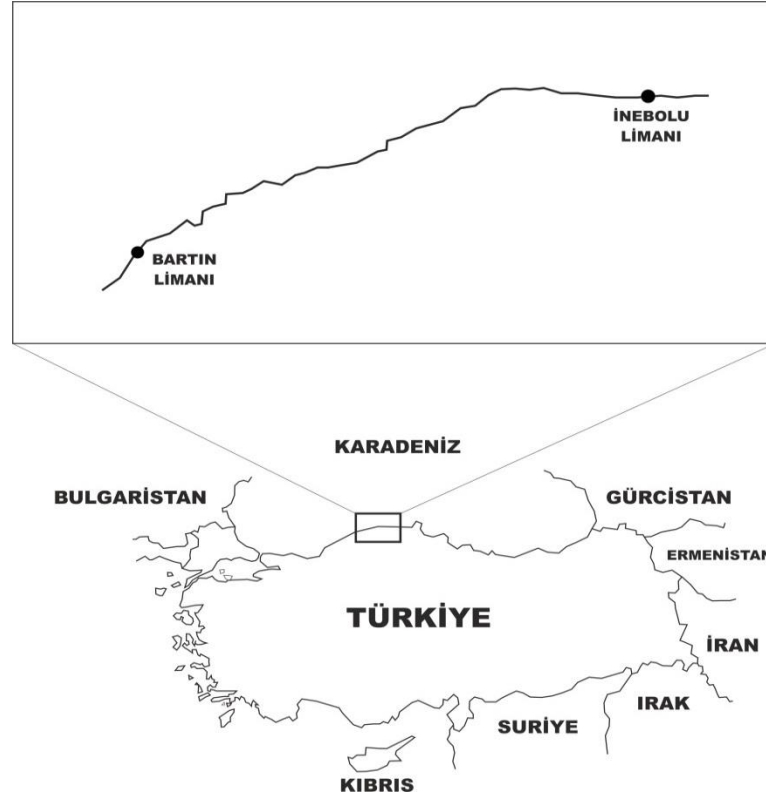 İNEBOLU
LİMANI
BARTIN
LİMANI
KARADENİZ
BULGARİSTAN
GÜRCİSTAN
ERMENİSTAN
TÜRKİYE
İRAN
IRAK
SURİYE
KIBRIS